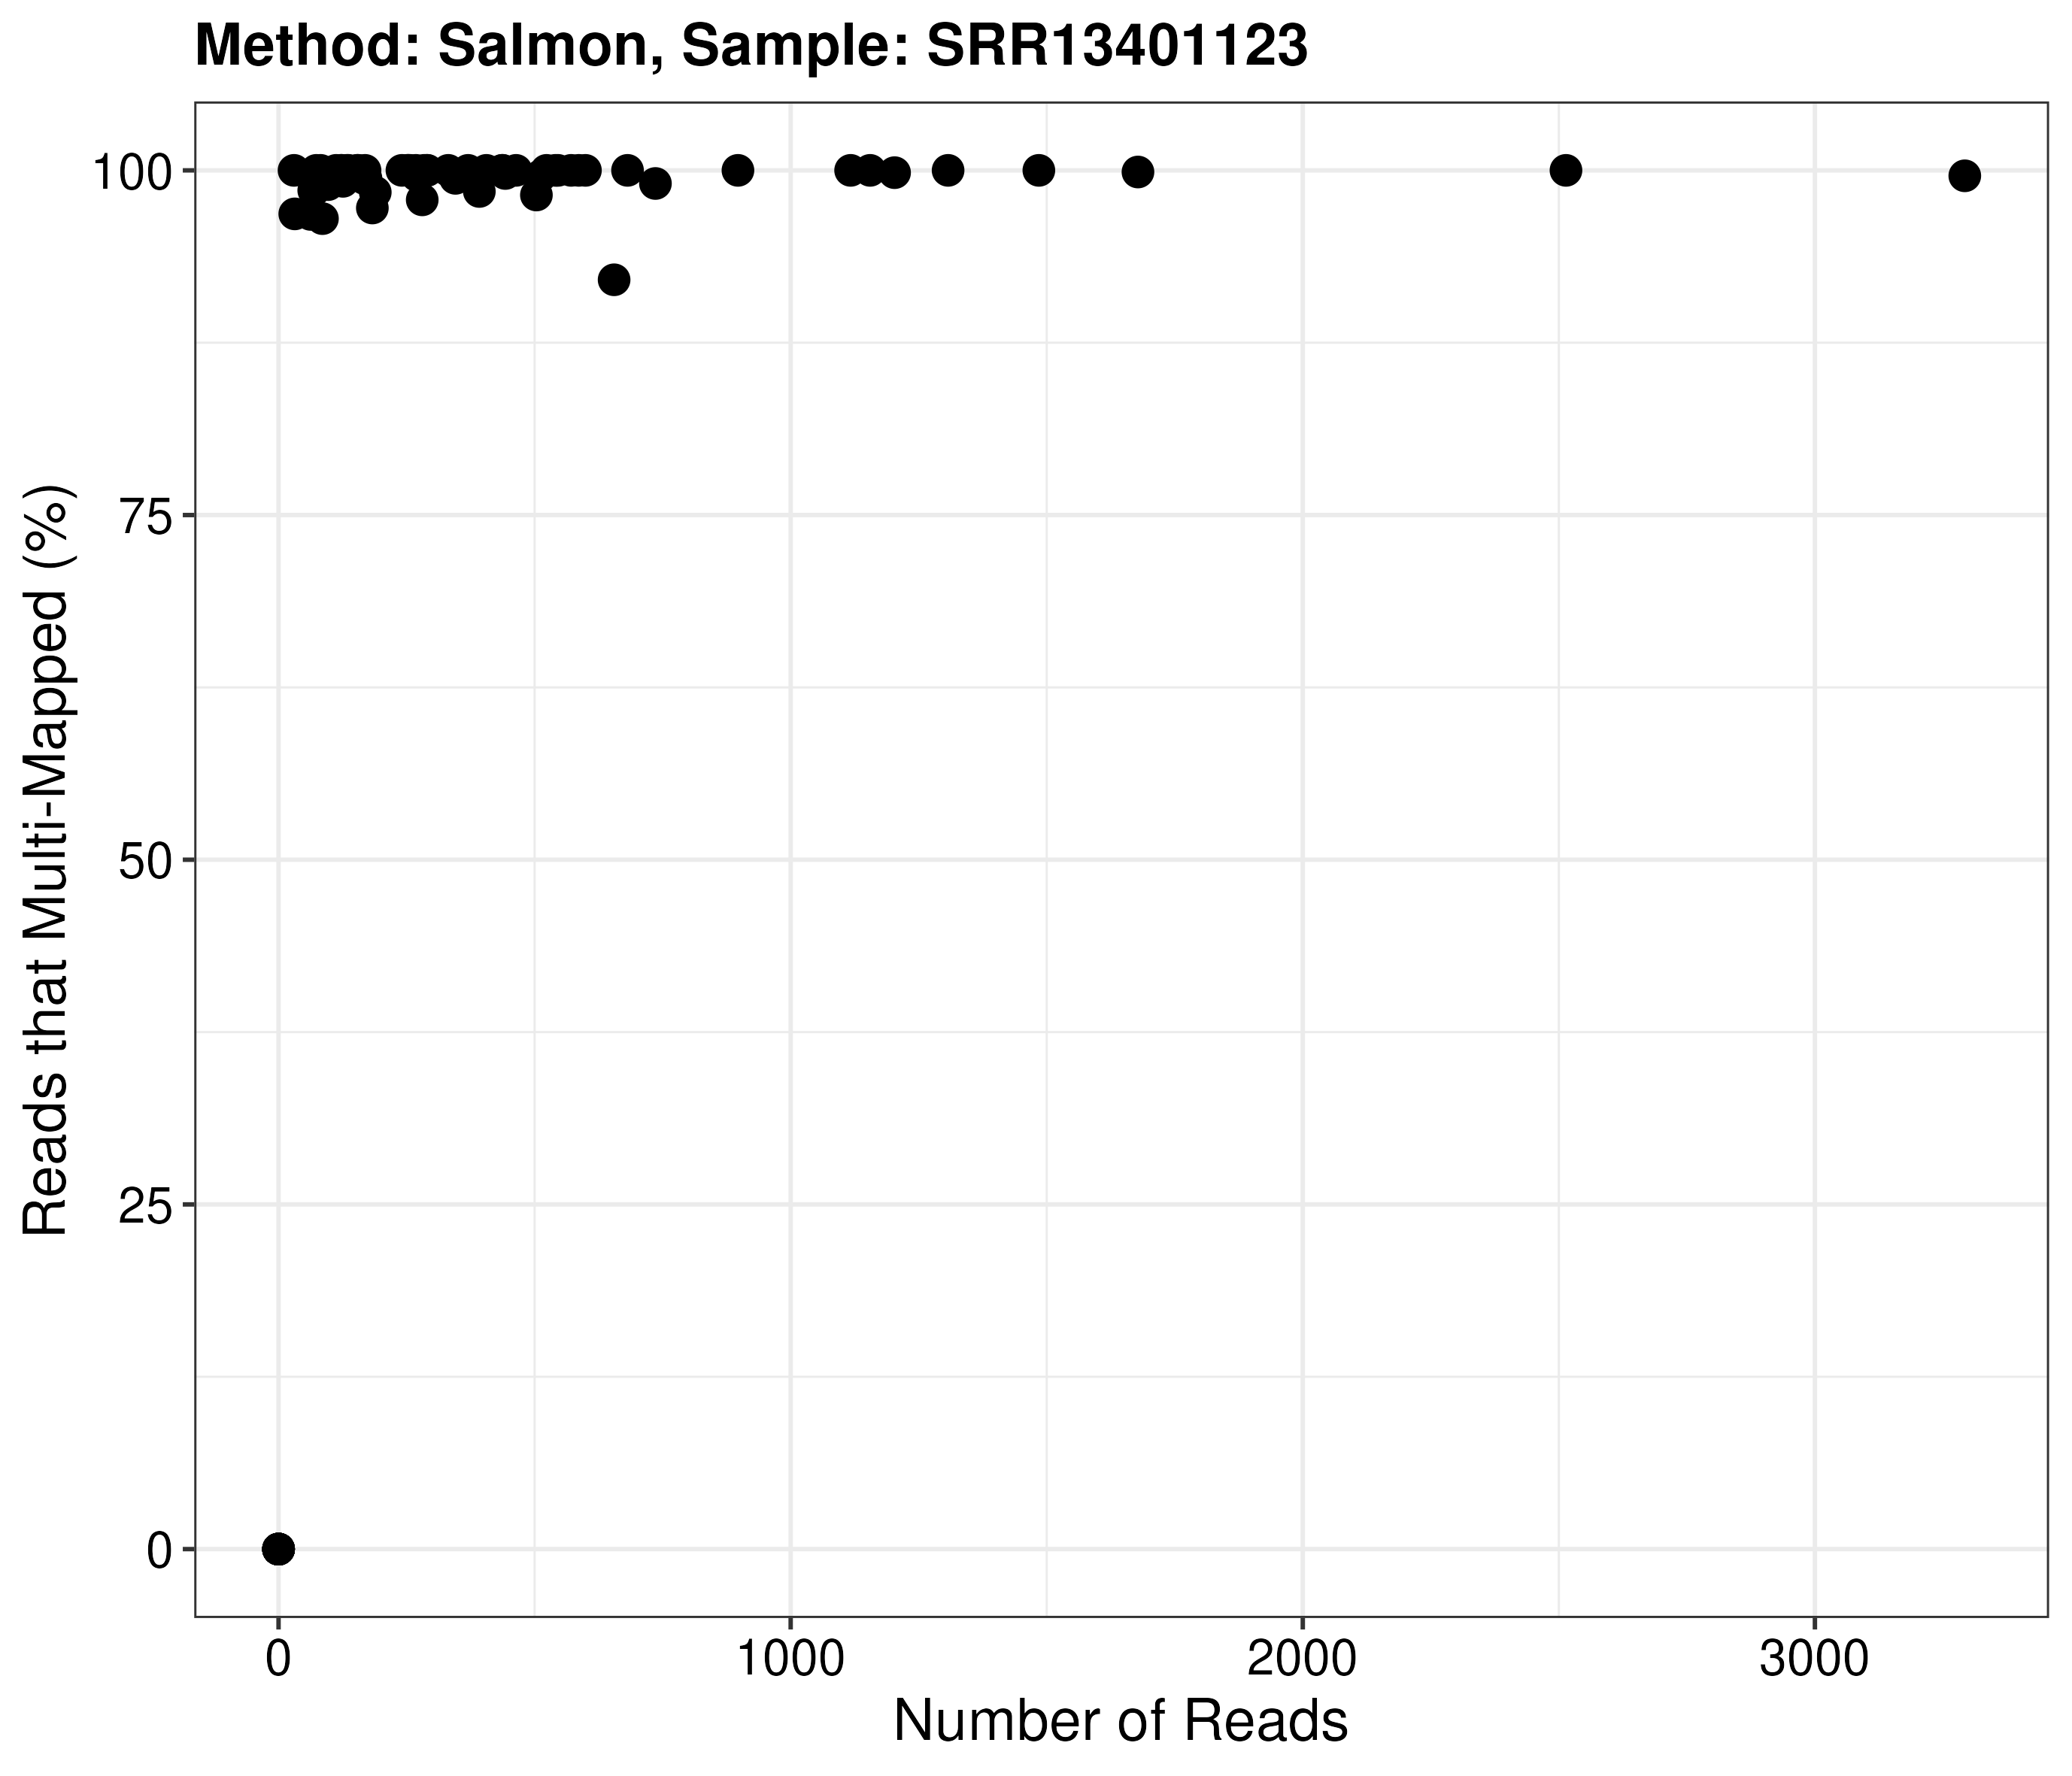 Method: Salmon, Sample: SRR13401123
Reads that Multi-Mapped (%)
100
75
50
25
0
0 1000 2000 3000
Number of Reads